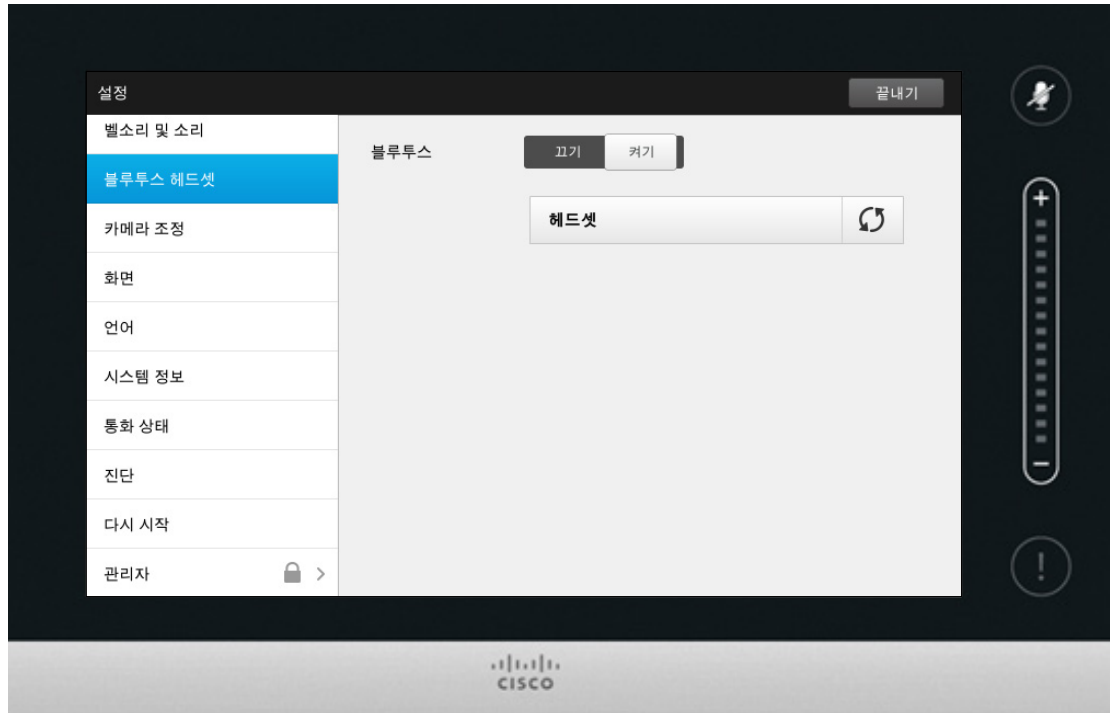 설정
끝내기
벨소리 및 소리
블루투스 헤드셋
카메라 조정
화면
언어
시스템 정보
통화 상태
진단
다시 시작
관리자
블루투스
끄기
켜기
헤드셋
CISCO